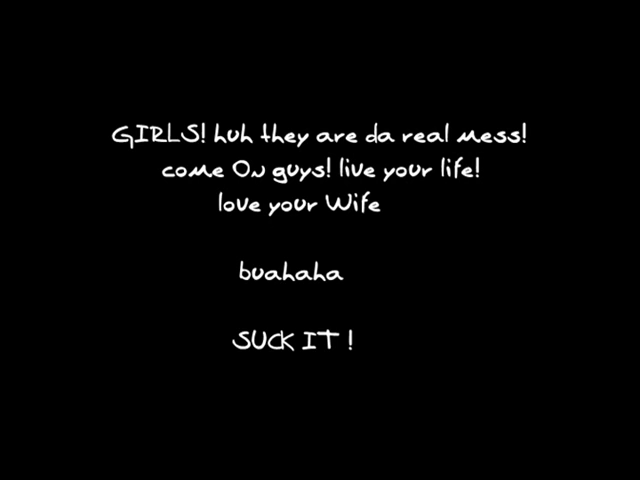 GIRLS! huh they are da real mess!
come On guys! live your life!
love your Wife
buahaha
SUCK IT !